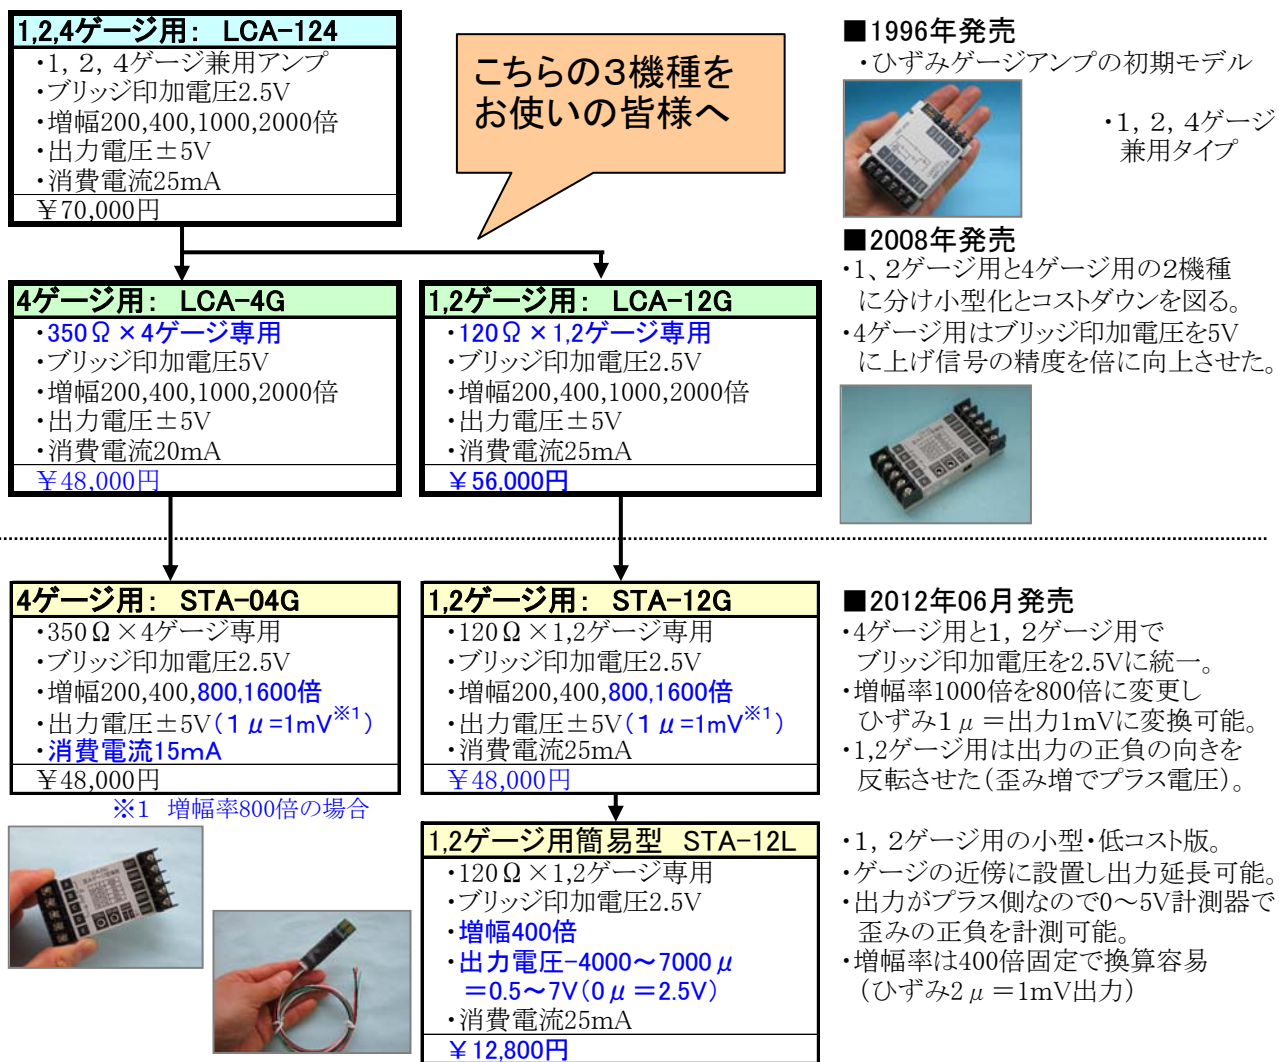 1,2,4ゲージ用： LCA-124
・1，2，4ゲージ兼用アンプ
・ブリッジ印加電圧2.5V
・増幅200,400,1000,2000倍
・出力電圧±5V
・消費電流25mA
￥70,000円
こちらの３機種を
お使いの皆様へ
■1996年発売
・ひずみゲージアンプの初期モデル
・1，2，4ゲージ
兼用タイプ
4ゲージ用： LCA-4G
・350Ω×4ゲージ専用
・ブリッジ印加電圧5V
・増幅200,400,1000,2000倍
・出力電圧±5V
・消費電流20mA
￥48,000円
1,2ゲージ用： LCA-12G
・120Ω×1,2ゲージ専用
・ブリッジ印加電圧2.5V
・増幅200,400,1000,2000倍
・出力電圧±5V
・消費電流25mA
￥56,000円
■2008年発売
・1、2ゲージ用と4ゲージ用の2機種
に分け小型化とコストダウンを図る。
・4ゲージ用はブリッジ印加電圧を5V
に上げ信号の精度を倍に向上させた。
4ゲージ用： STA-04G
・350Ω×4ゲージ専用
・ブリッジ印加電圧2.5V
・増幅200,400,800,1600倍
・出力電圧±5V(１μ=1mV※1)
・消費電流15mA
￥48,000円
※1 増幅率800倍の場合
1,2ゲージ用： STA-12G
・120Ω×1,2ゲージ専用
・ブリッジ印加電圧2.5V
・増幅200,400,800,1600倍
・出力電圧±5V(１μ=1mV※1)
・消費電流25mA
￥48,000円
■2012年06月発売
・4ゲージ用と1，2ゲージ用で
ブリッジ印加電圧を2.5Vに統一。
・増幅率1000倍を800倍に変更し
ひずみ1μ＝出力1mVに変換可能。
・1,2ゲージ用は出力の正負の向きを
反転させた（歪み増でプラス電圧）。
1,2ゲージ用簡易型 STA-12L
・120Ω×1,2ゲージ専用
・ブリッジ印加電圧2.5V
・増幅400倍
・出力電圧-4000～7000μ
＝0.5～7V(0μ＝2.5V)
・消費電流25mA
￥12,800円
・1，2ゲージ用の小型・低コスト版。
・ゲージの近傍に設置し出力延長可能。
・出力がプラス側なので0～5V計測器で
歪みの正負を計測可能。
・増幅率は400倍固定で換算容易
（ひずみ2μ＝1mV出力）